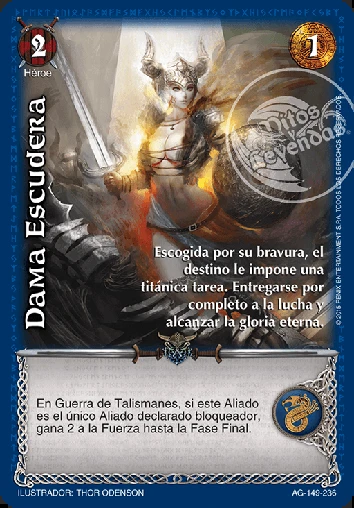 2
Héroe
1
Dama Escudera
Mitos y Leyendas
Escogida por su bravura, el
destino le impone una
titánica tarea. Entregarse por
completo a la lucha y
alcanzar la gloria eterna.
En Guerra de Talismanes, si este Aliado
es el único Aliado declarado bloqueador,
gana 2 a la Fuerza hasta la Fase Final.
ILUSTRADOR: THOR ODENSON
AG-149-236